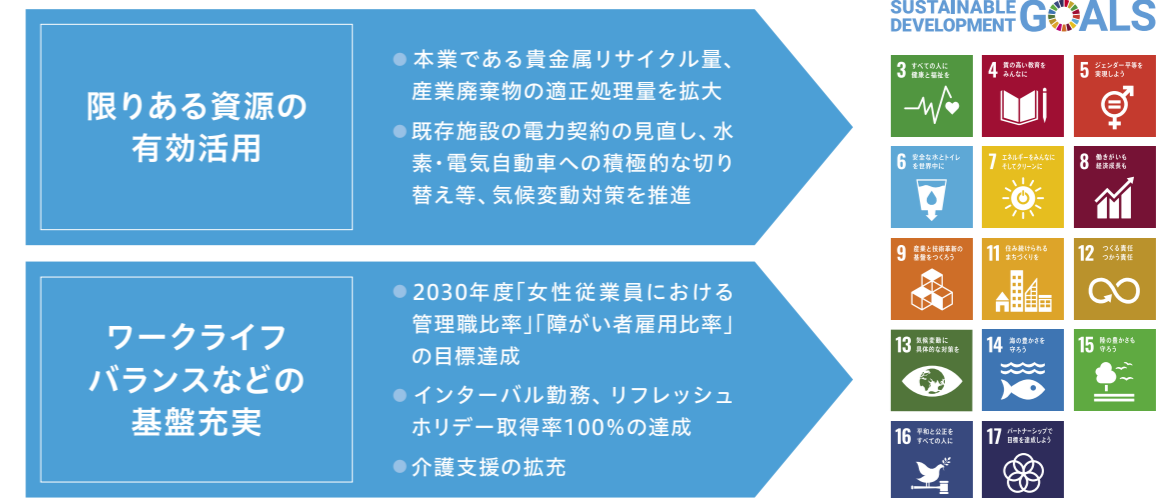 限りある資源の
有効活用
●本業である貴金属リサイクル量、
産業廃棄物の適正処理量を拡大
●既存施設の電力契約の見直し、水
素・電気自動車への積極的な切り
替え等、気候変動対策を推進
ワークライフ
バランスなどの
基盤充実
●2030年度「女性従業員における
管理職比率」「障がい者雇用比率」
の目標達成
●インターバル勤務、リフレッシュ
ホリデー取得率100%の達成
●介護支援の拡充
SUSTAINABLE
DEVELOPMENT GOALS
3 すべての人に
健康と福祉を
4 質の高い教育を
みんなに
5 ジェンダー平等を
実現しよう
6 安全な水とトイレ
を世界中に
7 エネルギーをみんなに
そしてクリーンに
8 働きがいも
経済成長も
9 産業と技術革新の
基盤をつくろう
11 住み続けられる
まちづくりを
12 つくる責任
つかう責任
13 気候変動に
具体的な対策を
14 海の豊かさを
守ろう
15 陸の豊かさも
守ろう
16 平和と公正を
すべての人に
17 パートナーシップで
目標を達成しよう